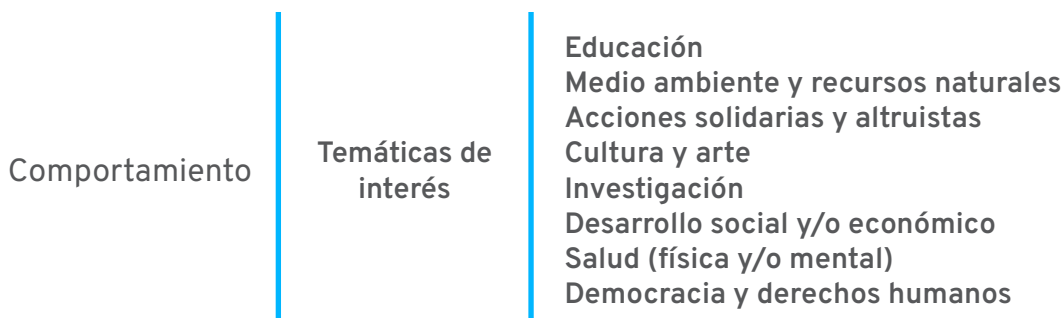 Comportamiento
Temáticas de
interés
Educación
Medio ambiente y recursos naturales
Acciones solidarias y altruistas
Cultura y arte
Investigación
Desarrollo social y/o económico
Salud (física y/o mental)
Democracia y derechos humanos